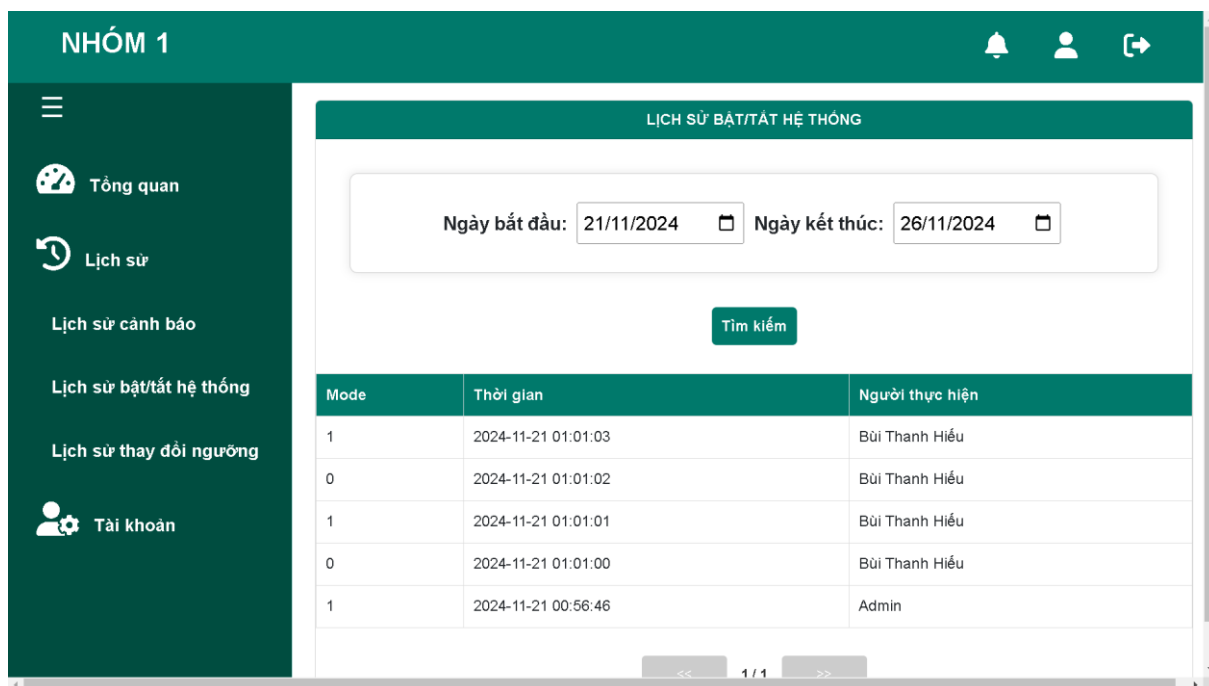 NHÓM 1
☰
Tổng quan
Lịch sử
Lịch sử cảnh báo
Lịch sử bật/tắt hệ thống
Lịch sử thay đổi ngưỡng
Tài khoản
LỊCH SỬ BẬT/TẮT HỆ THỐNG
Ngày bắt đầu: 21/11/2024 Ngày kết thúc: 26/11/2024
Tìm kiếm
Mode Thời gian Người thực hiện
1 2024-11-21 01:01:03 Bùi Thanh Hiếu
0 2024-11-21 01:01:02 Bùi Thanh Hiếu
1 2024-11-21 01:01:01 Bùi Thanh Hiếu
0 2024-11-21 01:01:00 Bùi Thanh Hiếu
1 2024-11-21 00:56:46 Admin
<< 1 / 1 >>